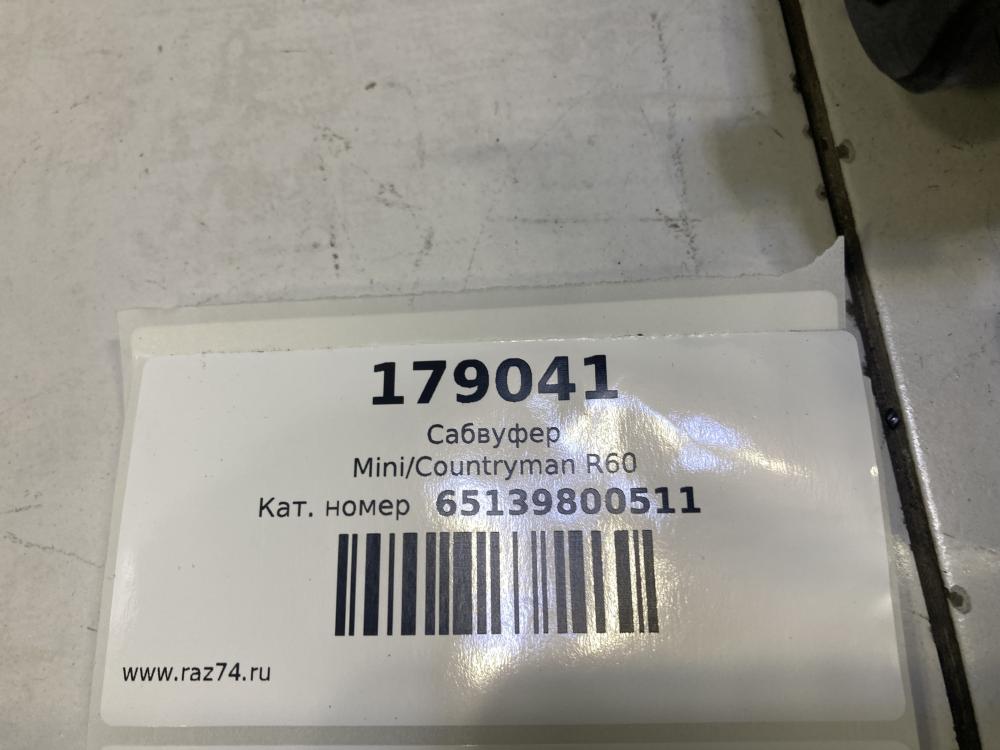 179041
Сабвуфер
Mini/Countryman R60
Кат. номер 65139800511
www.raz74.ru